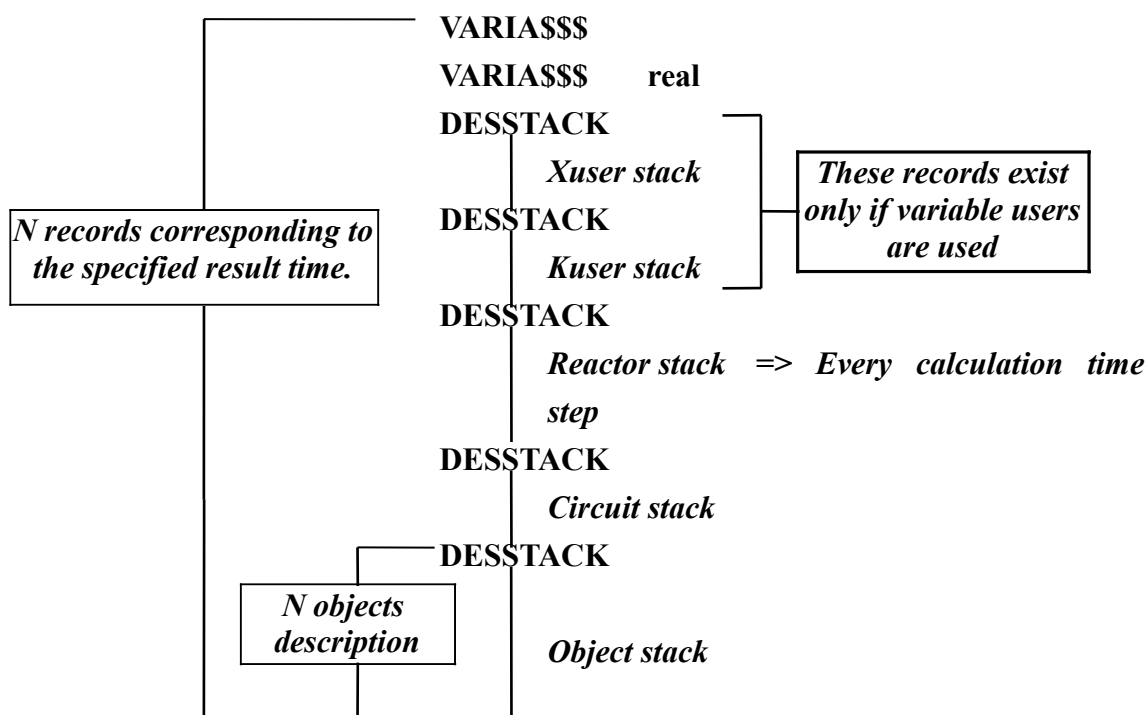 VARIA$$$
VARIA$$$ real
DESSTACK
Xuser stack
DESSTACK
Kuser stack
These records exist
only if variable users
are used
N records corresponding to
the specified result time.
DESSTACK
Reactor stack => Every calculation time
step
DESSTACK
Circuit stack
DESSTACK
N objects
description
Object stack